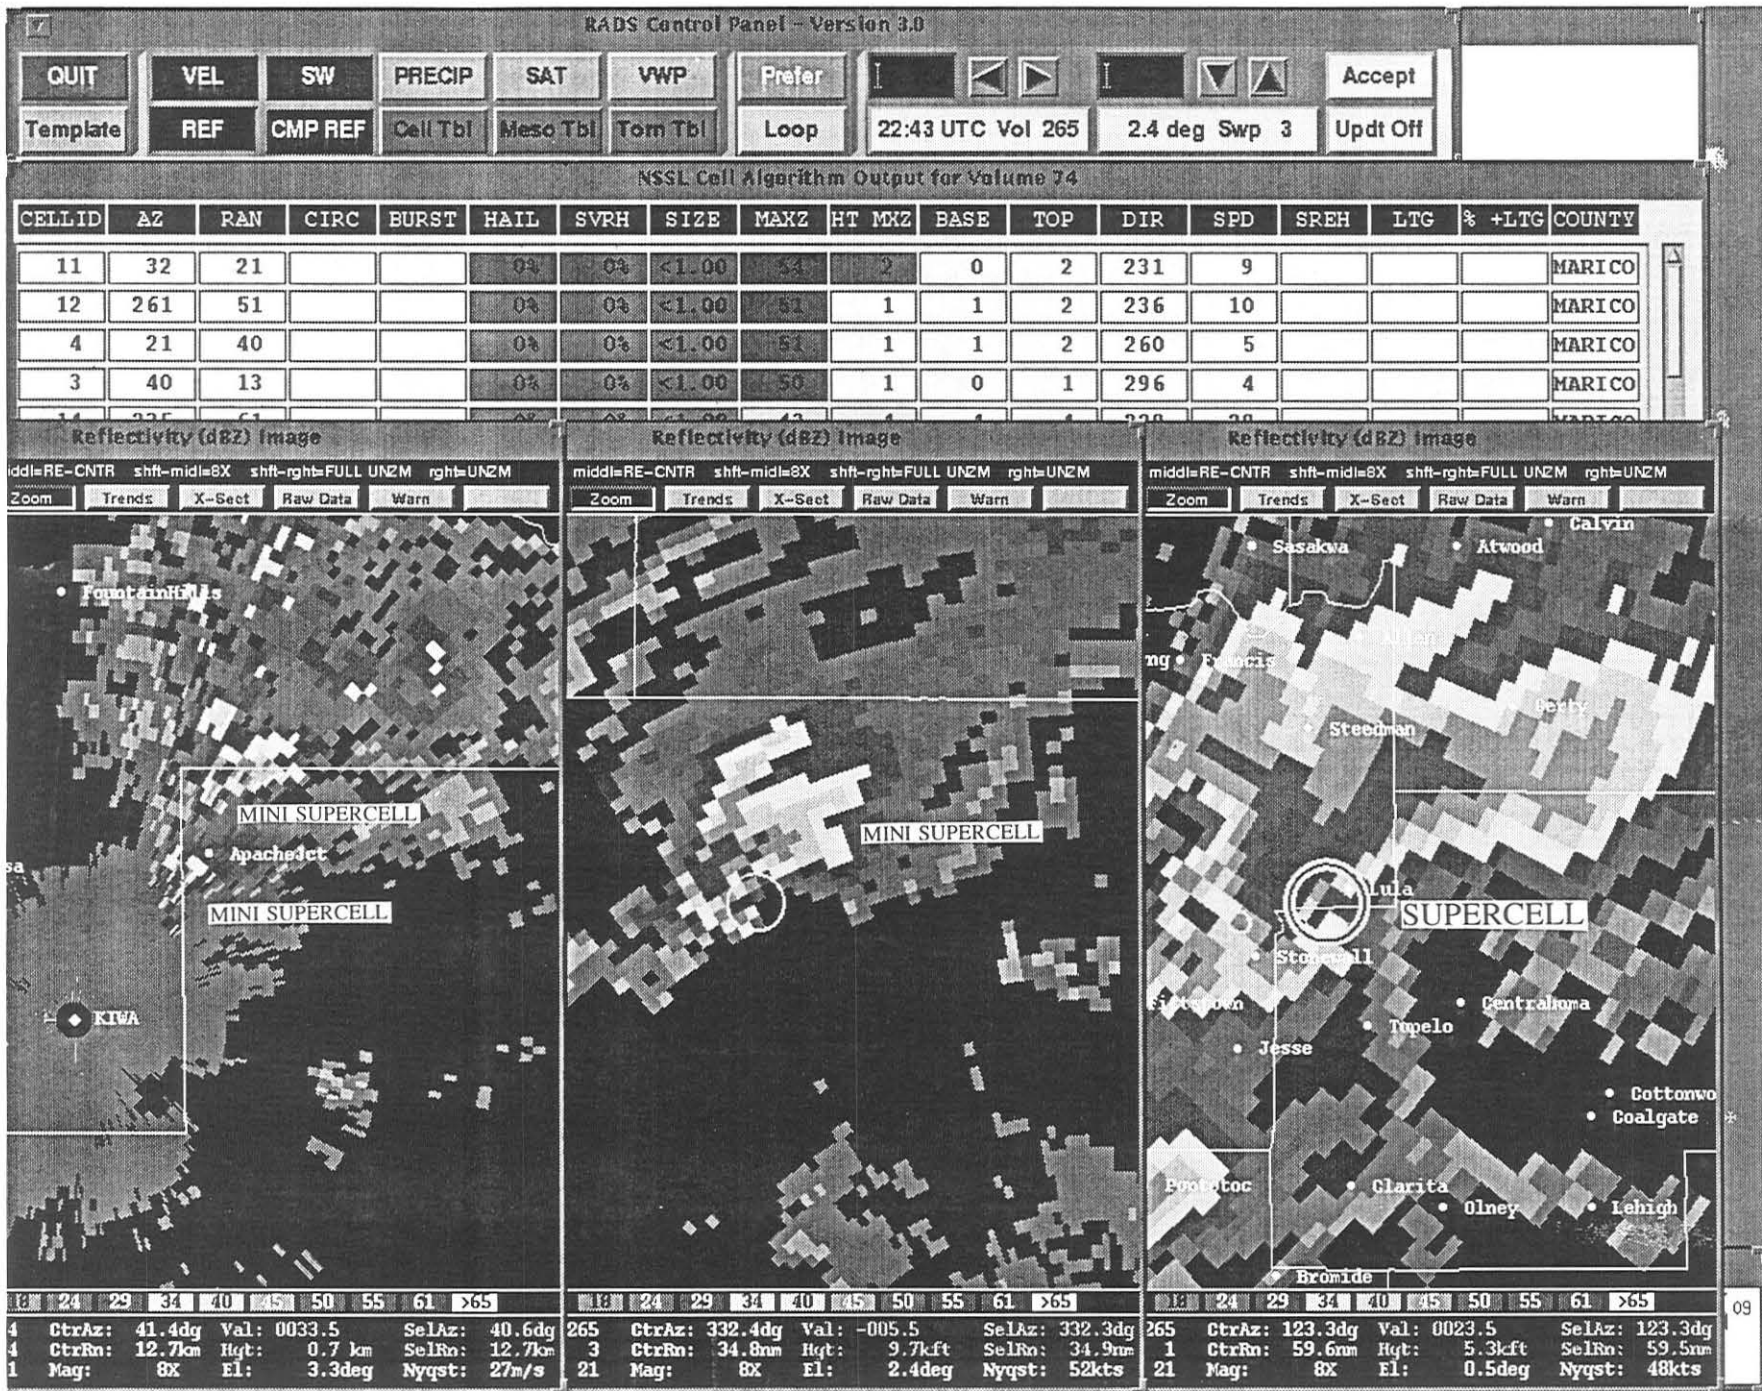 RADS Control Panel - Version 3.0
QUIT VEL SW PRECIP SAT VWP Prefer Accept
Template REF CMP REF Cell Tbl Meso Tbl Torn Tbl Loop 22:43 UTC Vol 265 2.4 deg Swp 3 Updt Off
NSSL Cell Algorithm Output for Volume 74
CELLID AZ RAN CIRC BURST HAIL SVRH SIZE MAXZ HT MXZ BASE TOP DIR SPD SREH LTG % +LTG COUNTY
11 32 21 0% 0% <1.00 54 2 0 2 231 9 MARICO
12 261 51 0% 0% <1.00 51 1 1 2 236 10 MARICO
4 21 40 0% 0% <1.00 51 1 1 2 260 5 MARICO
3 40 13 0% 0% <1.00 50 1 0 1 296 4 MARICO
Reflectivity (dBZ) Image Reflectivity (dBZ) Image Reflectivity (dBZ) Image
middl=RE-CNTR shft-midl=8X shft-rght=FULL UNZM rght=UNZM middl=RE-CNTR shft-midl=8X shft-rght=FULL UNZM rght=UNZM
Zoom Trends X-Sect Raw Data Warn Zoom Trends X-Sect Raw Data Warn Zoom Trends X-Sect Raw Data Warn
FountainHills
MINI SUPERCELL
ApacheJct
sa
MINI SUPERCELL
KIWA
MINI SUPERCELL
Calvin
Sasakwa Atwood
Allen
ng Francis
Gerty
Steedman
Lula
SUPERCELL
Stonewall
Fittstown Centrahoma
Tupelo
Jesse
Cottonwo
Coalgate
Pontotoc Clarita
Olney Lehigh
Bromide
18 24 29 34 40 45 50 55 61 >65 18 24 29 34 40 45 50 55 61 >65 18 24 29 34 40 45 50 55 61 >65
09
4 CtrAz: 41.4dg Val: 0033.5 SelAz: 40.6dg 265 CtrAz: 332.4dg Val: -005.5 SelAz: 332.3dg 265 CtrAz: 123.3dg Val: 0023.5 SelAz: 123.3dg
4 CtrRn: 12.7km Hgt: 0.7 km SelRn: 12.7km 3 CtrRn: 34.8nm Hgt: 9.7kft SelRn: 34.9nm 1 CtrRn: 59.6nm Hgt: 5.3kft SelRn: 59.5nm
1 Mag: 8X El: 3.3deg Nyqst: 27m/s 21 Mag: 8X El: 2.4deg Nyqst: 52kts 21 Mag: 8X El: 0.5deg Nyqst: 48kts